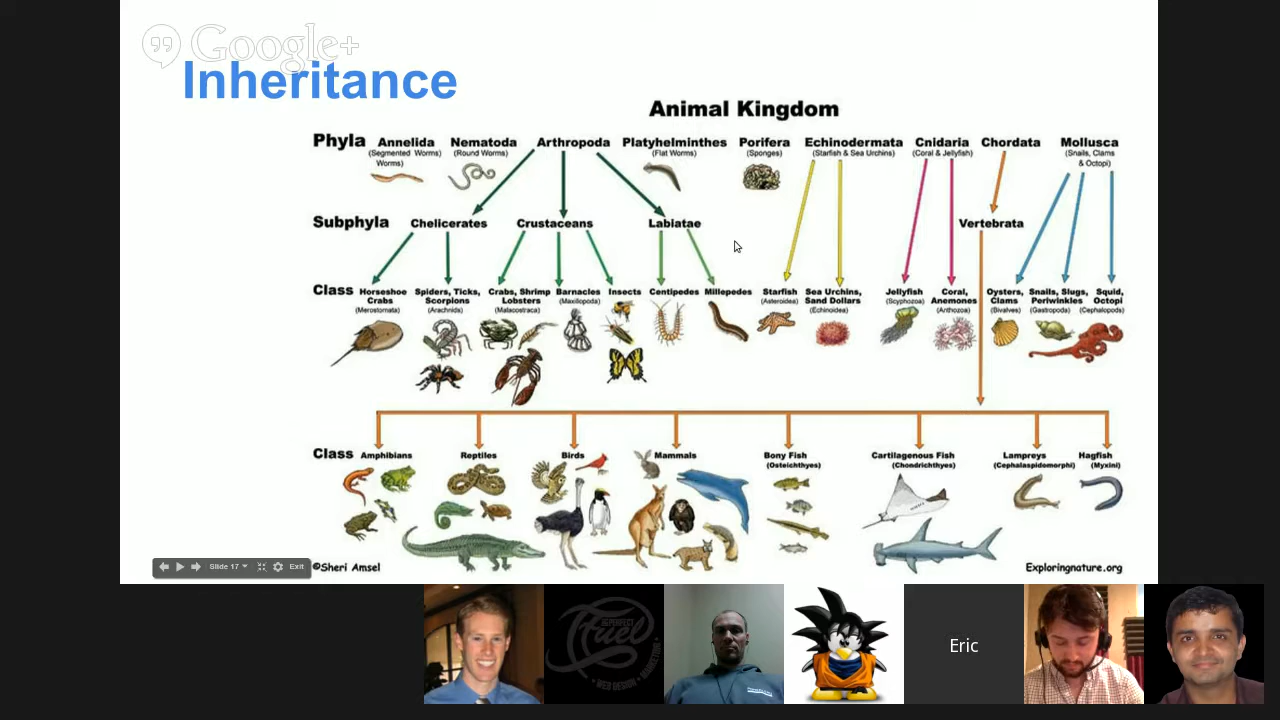 Google+
Inheritance
Animal Kingdom
Phyla Annelida Nematoda Arthropoda Platyhelminthes Porifera Echinodermata Cnidaria Chordata Mollusca
(Segmented Worms) (Round Worms) (Flat Worms) (Sponges) (Starfish & Sea Urchins) (Coral & Jellyfish) (Snails, Clams
Worms) & Octopi)
Subphyla Chelicerates Crustaceans Labiatae Vertebrata
Class Horseshoe Spiders, Ticks, Crabs, Shrimp Barnacles Insects Centipedes Millepedes Starfish Sea Urchins, Jellyfish Coral, Oysters, Snails, Slugs, Squid,
Crabs Scorpions Lobsters (Maxillopoda) (Asteroidea) Sand Dollars (Scyphozoa) Anemones Clams Periwinkles Octopi
(Merostomata) (Arachnida) (Malacostraca) (Echinoidea) (Anthozoa) (Bivalves) (Gastropoda) (Cephalopods)
Class Amphibians Reptiles Birds Mammals Bony Fish Cartilagenous Fish Lampreys Hagfish
(Osteichthyes) (Chondrichthyes) (Cephalaspidomorphi) (Myxini)
Slide 17 Exit
©Sheri Amsel Exploringnature.org
Fuel
Eric